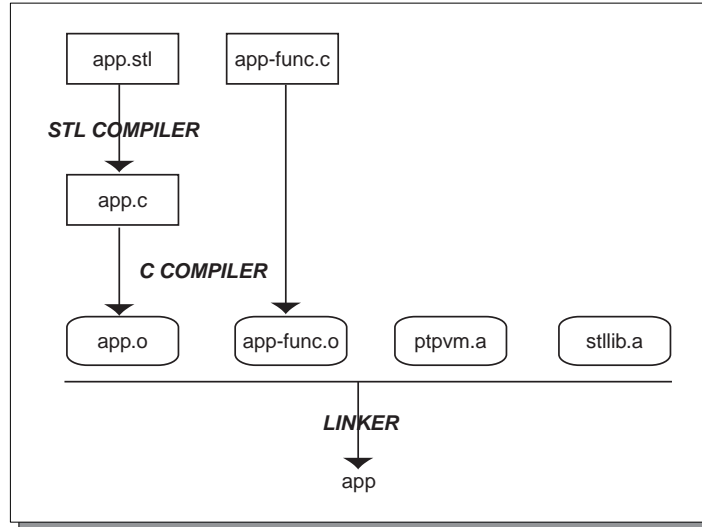 app.stl
app-func.c
STL COMPILER
app.c
C COMPILER
app.o
app-func.o
ptpvm.a
stllib.a
LINKER
app